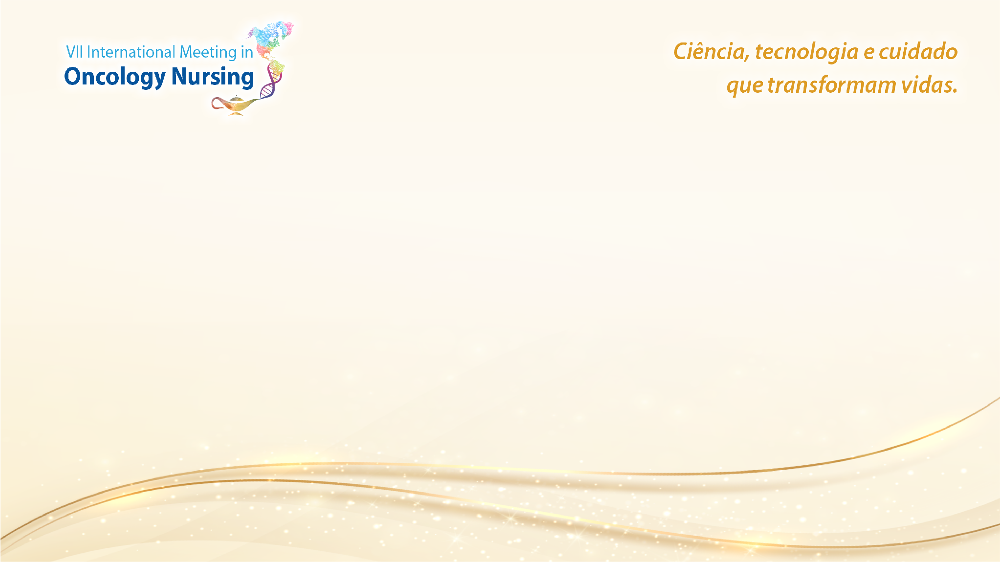 VII International Meeting in
Oncology Nursing
Ciência, tecnologia e cuidado
que transformam vidas.